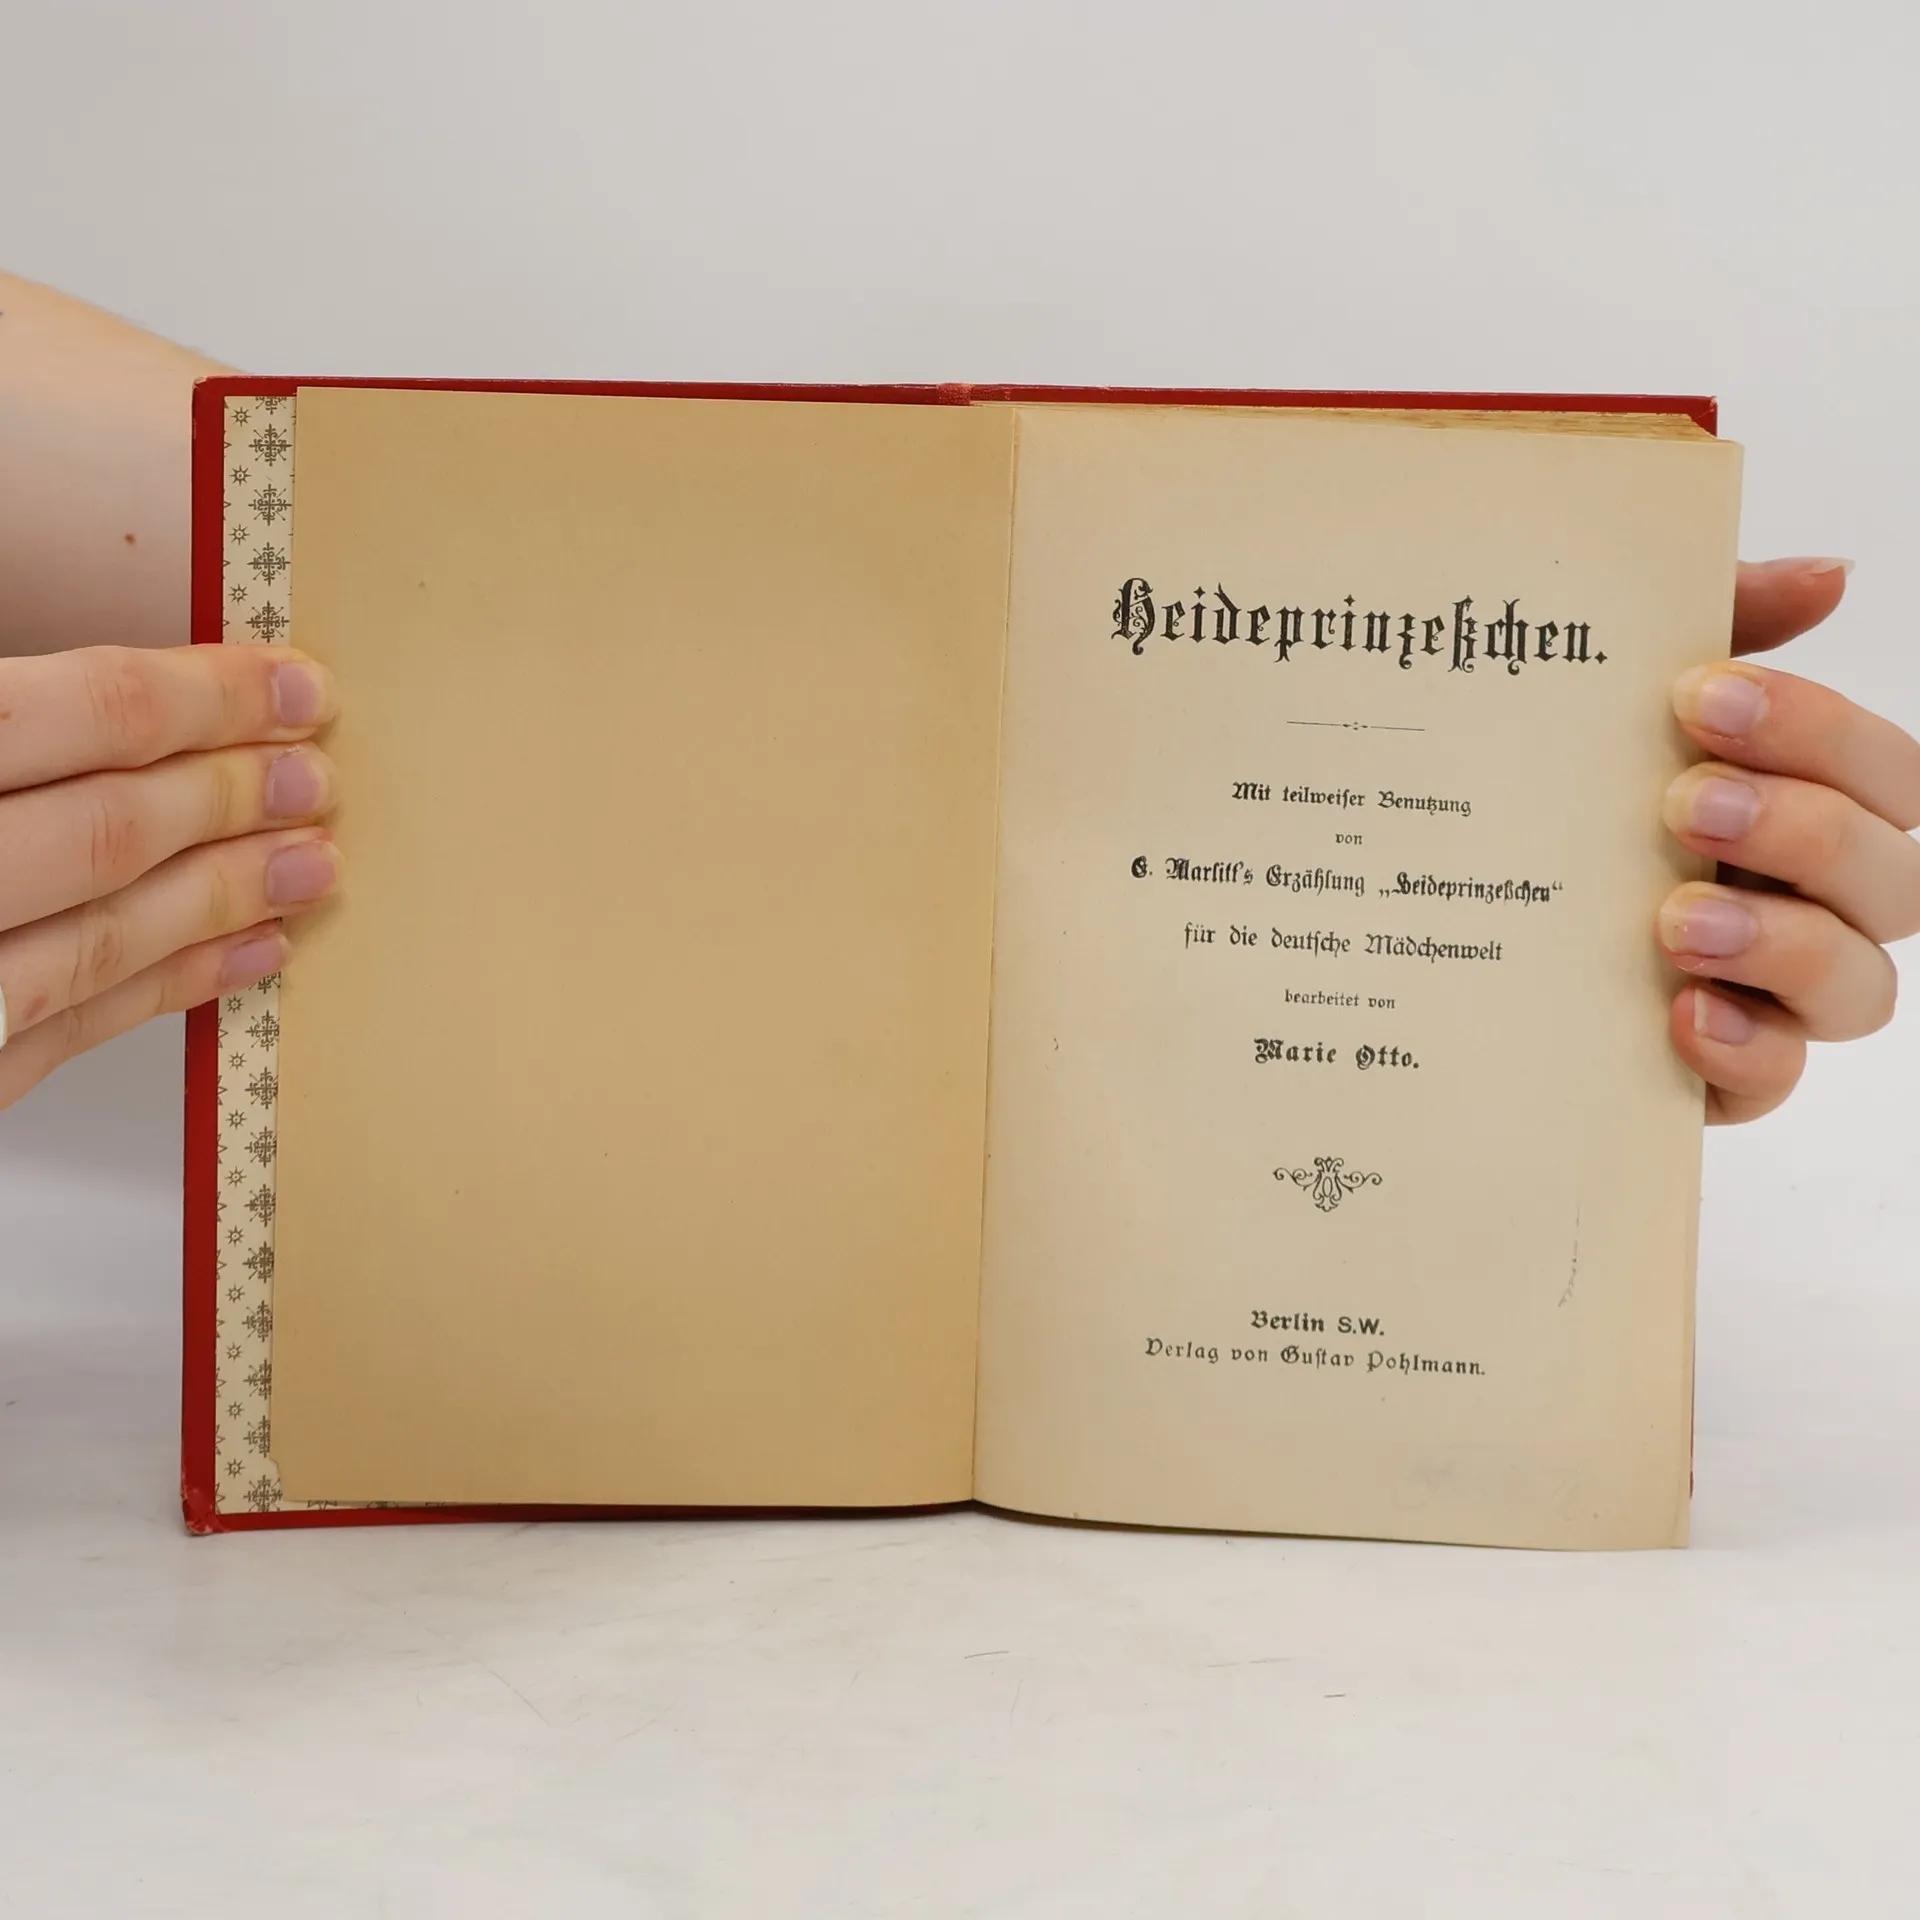 Heideprinzeßchen.
Mit teilweiser Benutzung
von
E. Marlitt's Erzählung „Heideprinzeßchen“
für die deutsche Mädchenwelt
bearbeitet von
Marie Otto.
Berlin S.W.
Verlag von Gustav Pohlmann.